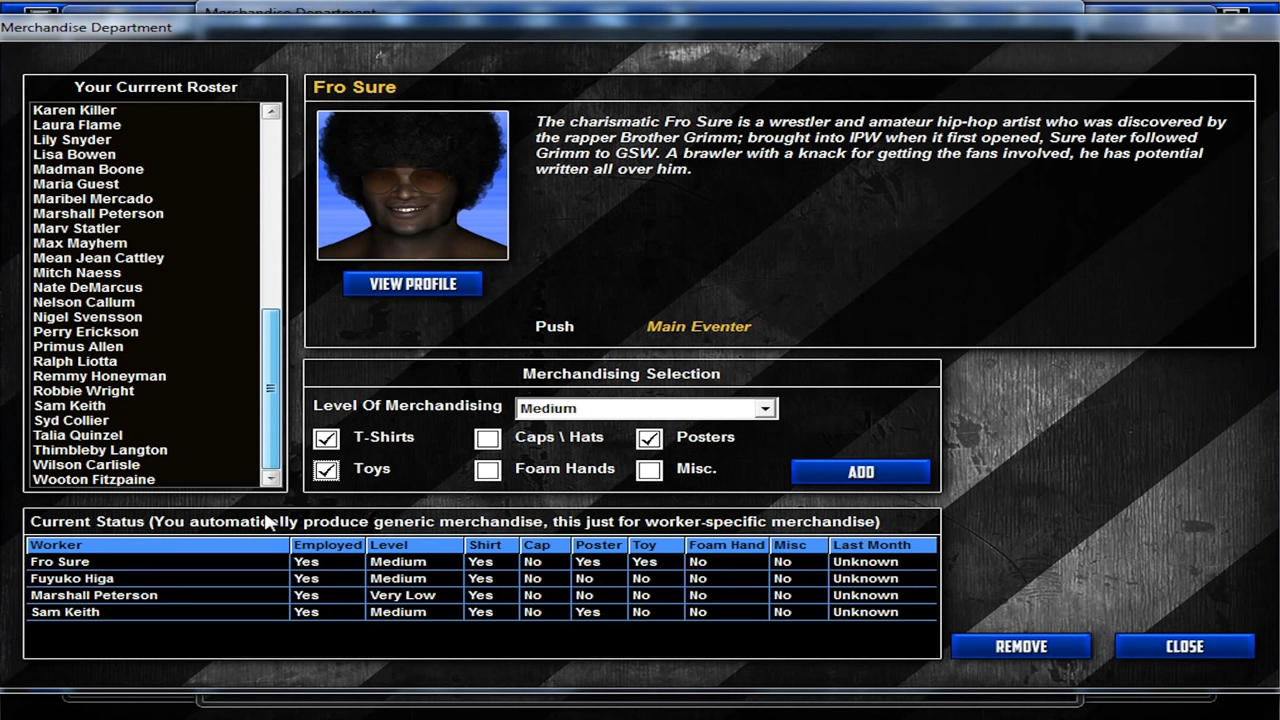 Merchandise Department
Merchandise Department
Your Currrent Roster
Karen Killer
Laura Flame
Lily Snyder
Lisa Bowen
Madman Boone
Maria Guest
Maribel Mercado
Marshall Peterson
Marv Statler
Max Mayhem
Mean Jean Cattley
Mitch Naess
Nate DeMarcus
Nelson Callum
Nigel Svensson
Perry Erickson
Primus Allen
Ralph Liotta
Remmy Honeyman
Robbie Wright
Sam Keith
Syd Collier
Talia Quinzel
Thimbleby Langton
Wilson Carlisle
Wooton Fitzpaine
Fro Sure
The charismatic Fro Sure is a wrestler and amateur hip-hop artist who was discovered by
the rapper Brother Grimm; brought into IPW when it first opened, Sure later followed
Grimm to GSW. A brawler with a knack for getting the fans involved, he has potential
written all over him.
VIEW PROFILE
Push Main Eventer
Merchandising Selection
Level Of Merchandising Medium
T-Shirts Caps \ Hats Posters
Toys Foam Hands Misc. ADD
Current Status (You automatically produce generic merchandise, this just for worker-specific merchandise)
Worker Employed Level Shirt Cap Poster Toy Foam Hand Misc Last Month
Fro Sure Yes Medium Yes No Yes Yes No No Unknown
Fuyuko Higa Yes Medium Yes No No No No No Unknown
Marshall Peterson Yes Very Low Yes No No No No No Unknown
Sam Keith Yes Medium Yes No Yes No No No Unknown
REMOVE CLOSE